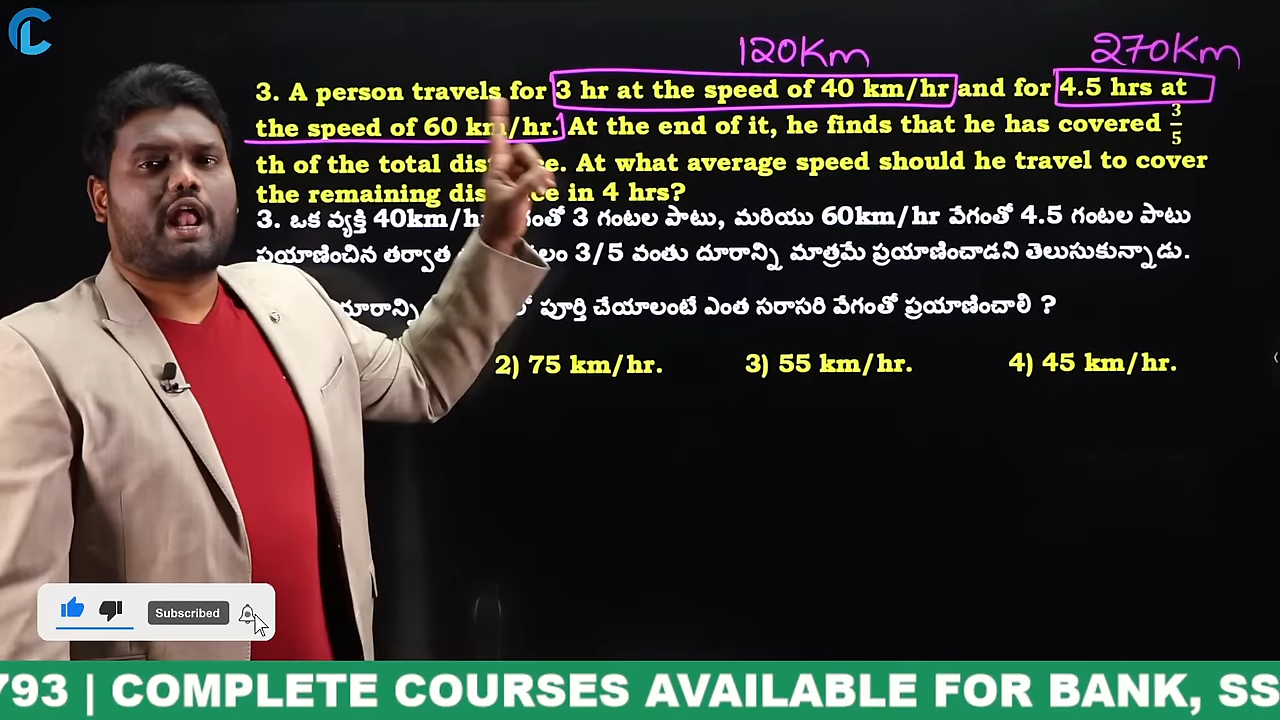 120Km 270Km
3. A person travels for 3 hr at the speed of 40 km/hr and for 4.5 hrs at
the speed of 60 km/hr. At the end of it, he finds that he has covered 3/5
th of the total distance. At what average speed should he travel to cover
the remaining distance in 4 hrs?
3. ఒక వ్యక్తి 40km/hr వేగంతో 3 గంటల పాటు, మరియు 60km/hr వేగంతో 4.5 గంటల పాటు
ప్రయాణించిన తర్వాత 3/5 వంతు దూరాన్ని మాత్రమే ప్రయాణించాడని తెలుసుకున్నాడు.
దూరాన్ని పూర్తి చేయాలంటే ఎంత సరాసరి వేగంతో ప్రయాణించాలి ?
2) 75 km/hr. 3) 55 km/hr. 4) 45 km/hr.
Subscribed
793 | COMPLETE COURSES AVAILABLE FOR BANK, SS